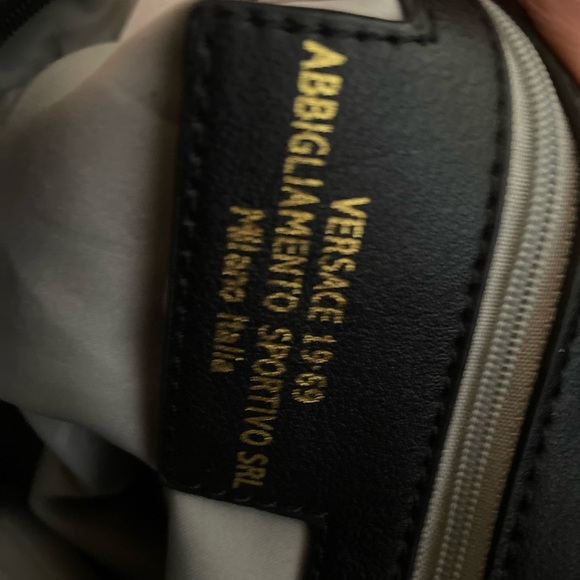 VERSACE 19·69
ABBIGLIAMENTO SPORTIVO SRL
Milano Italia